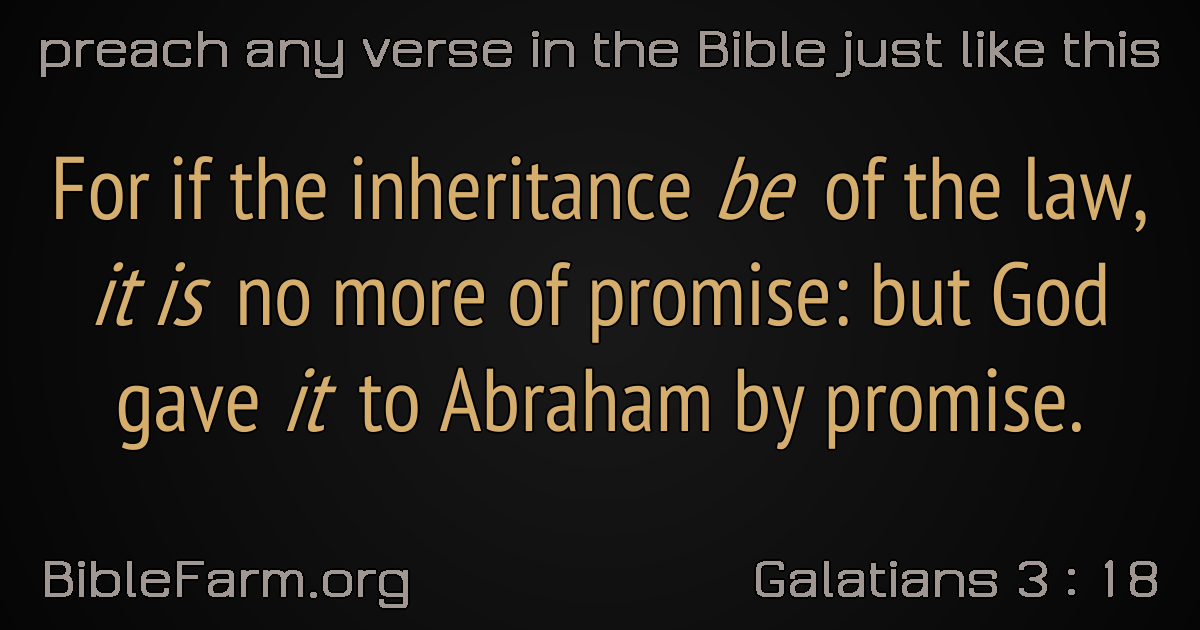 preach any verse in the Bible just like this
For if the inheritance be of the law,
it is no more of promise: but God
gave it to Abraham by promise.
BibleFarm.org
Galatians 3 : 18